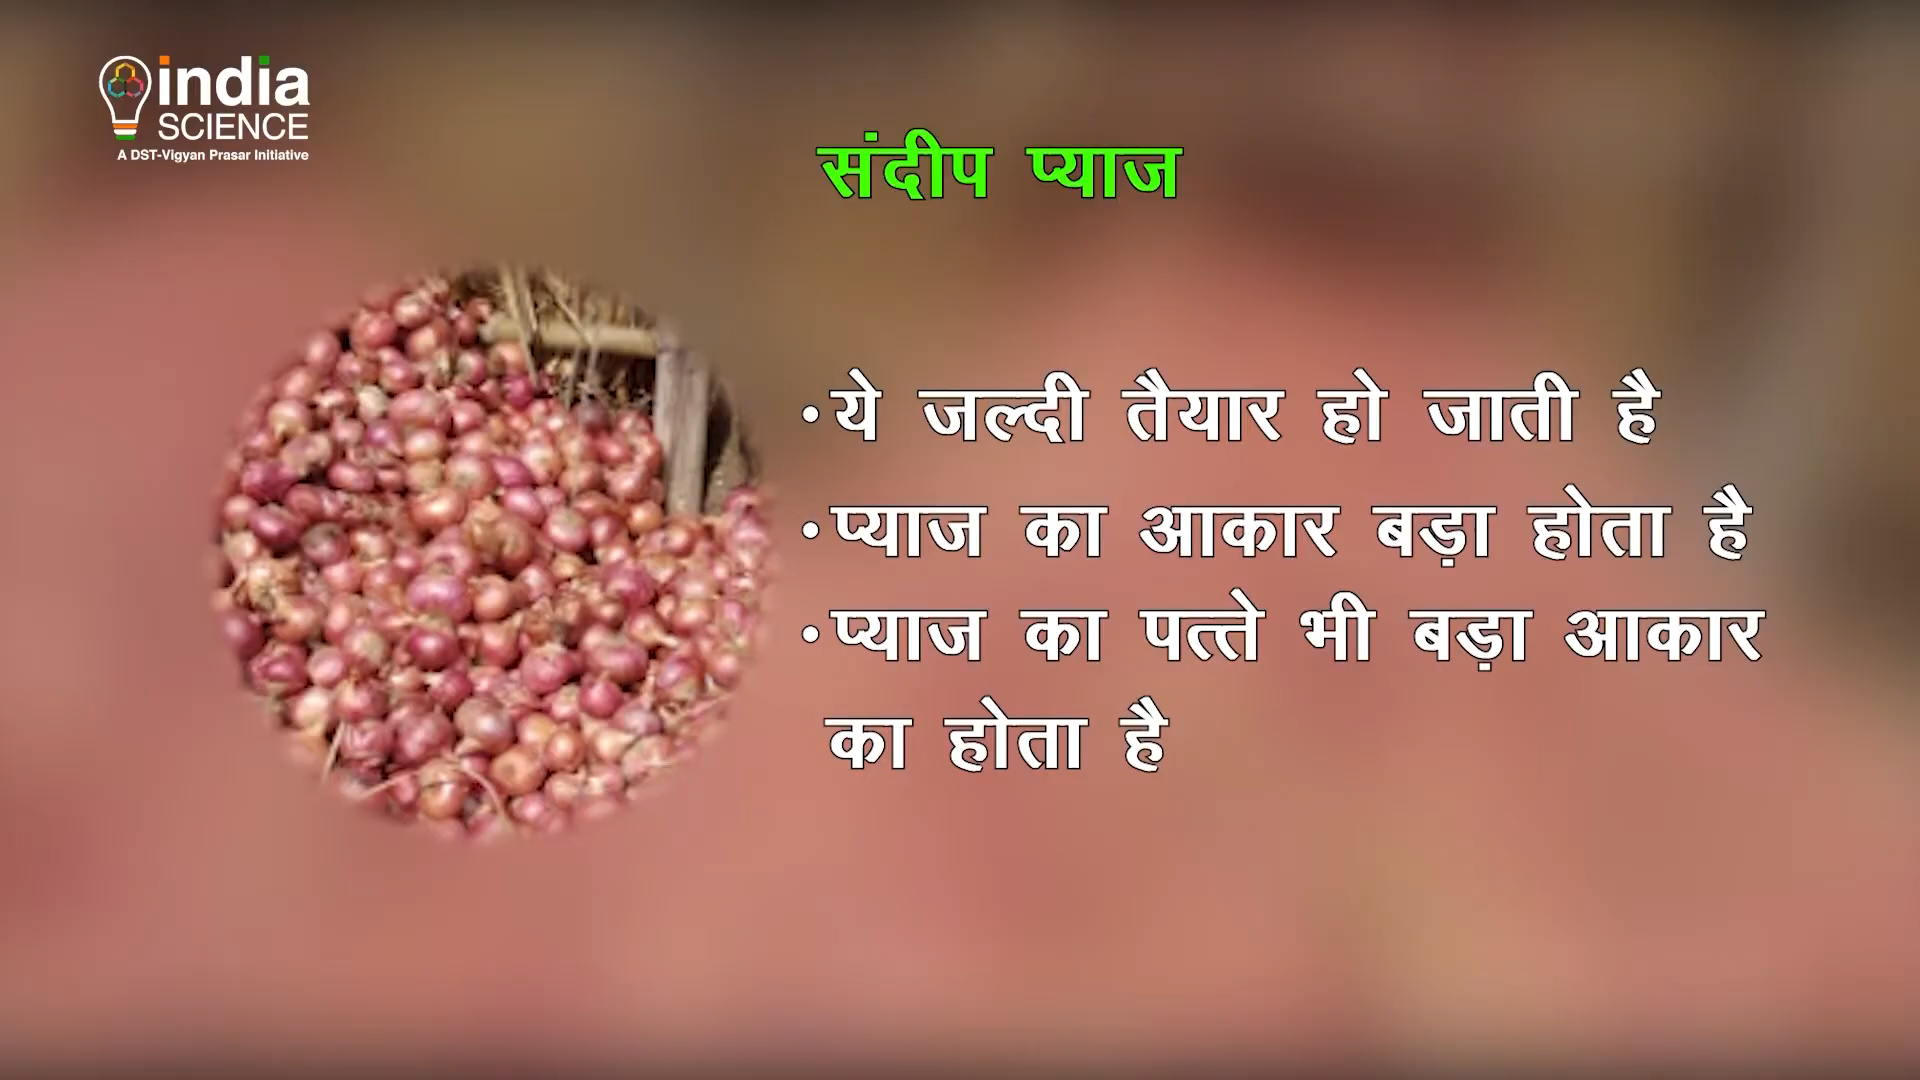 india
SCIENCE
A DST-Vigyan Prasar Initiative
संदीप प्याज
•ये जल्दी तैयार हो जाती है
•प्याज का आकार बड़ा होता है
•प्याज का पत्ते भी बड़ा आकार
का होता है